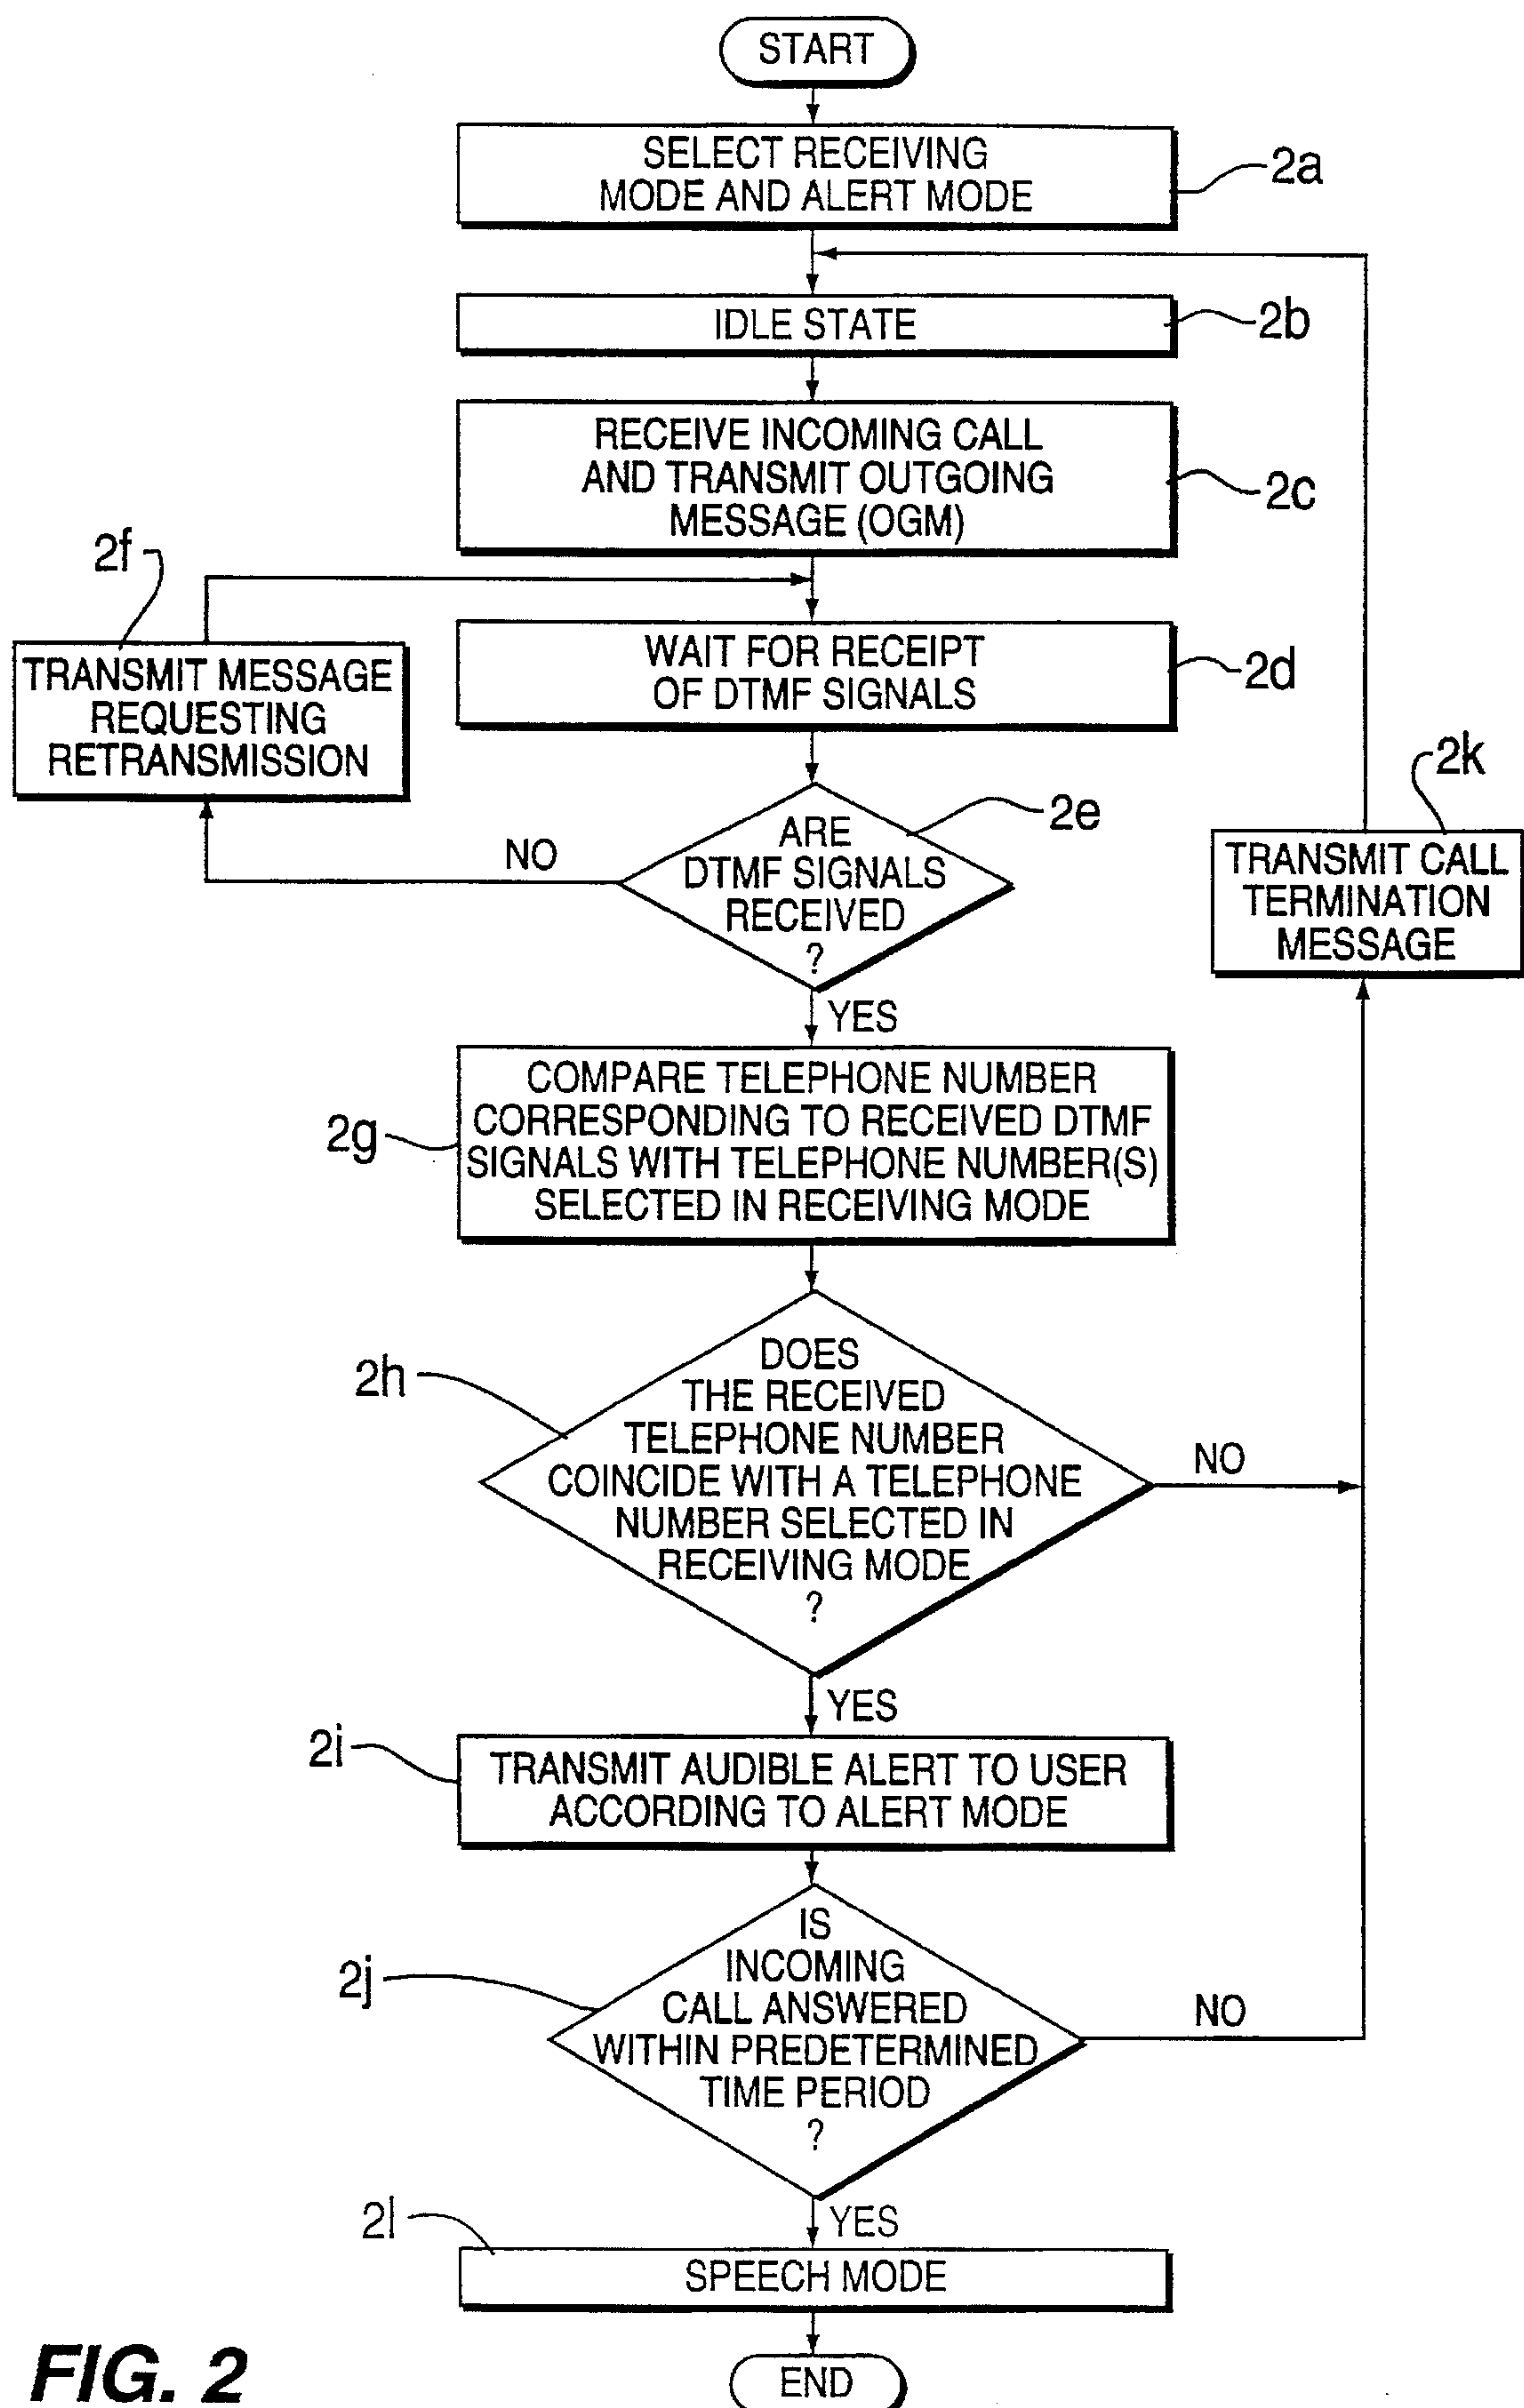 START
SELECT RECEIVING
MODE AND ALERT MODE
2a
IDLE STATE
2b
RECEIVE INCOMING CALL
AND TRANSMIT OUTGOING
MESSAGE (OGM)
2c
2f
TRANSMIT MESSAGE
REQUESTING
RETRANSMISSION
WAIT FOR RECEIPT
OF DTMF SIGNALS
2d
2k
TRANSMIT CALL
TERMINATION
MESSAGE
2e
ARE
DTMF SIGNALS
RECEIVED
?
NO
YES
2g
COMPARE TELEPHONE NUMBER
CORRESPONDING TO RECEIVED DTMF
SIGNALS WITH TELEPHONE NUMBER(S)
SELECTED IN RECEIVING MODE
2h
DOES
THE RECEIVED
TELEPHONE NUMBER
COINCIDE WITH A TELEPHONE
NUMBER SELECTED IN
RECEIVING MODE
?
NO
YES
2i
TRANSMIT AUDIBLE ALERT TO USER
ACCORDING TO ALERT MODE
2j
IS
INCOMING
CALL ANSWERED
WITHIN PREDETERMINED
TIME PERIOD
?
NO
YES
2l
SPEECH MODE
END
FIG. 2